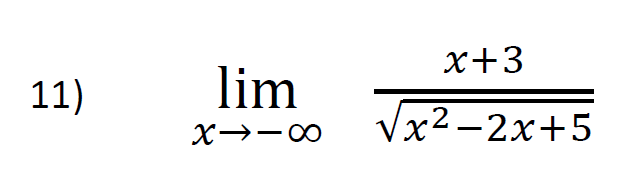 11) lim x→−∞ x+3 / √x²−2x+5